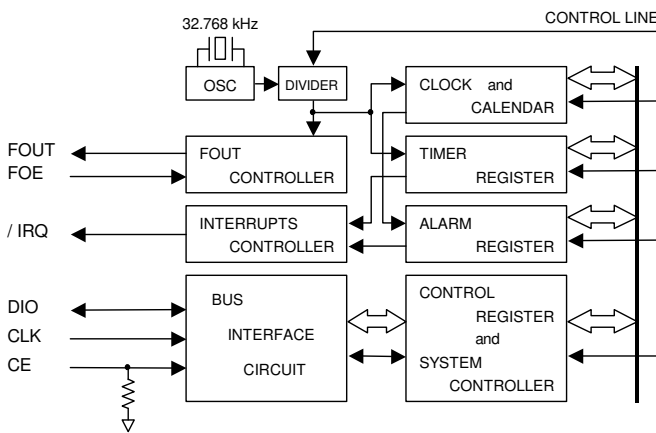 32.768 kHz
CONTROL LINE
OSC
DIVIDER
CLOCK and
CALENDAR
FOUT
FOE
FOUT
CONTROLLER
TIMER
REGISTER
/ IRQ
INTERRUPTS
CONTROLLER
ALARM
REGISTER
DIO
CLK
CE
BUS
INTERFACE
CIRCUIT
CONTROL
REGISTER
and
SYSTEM
CONTROLLER